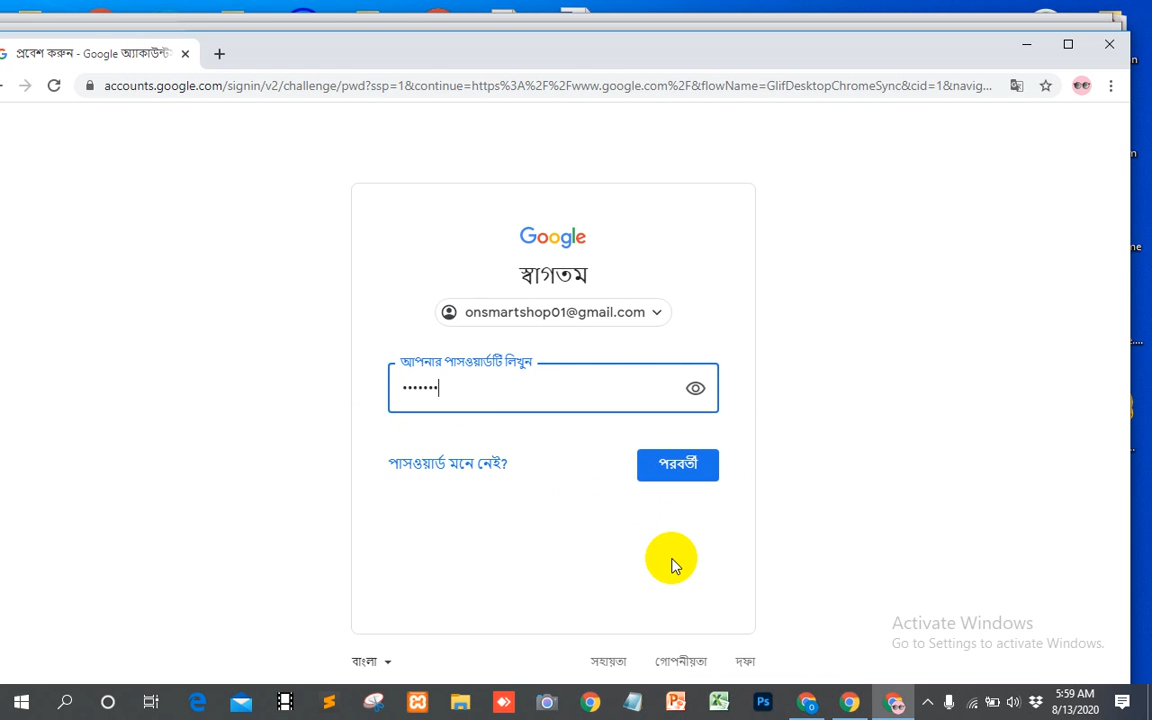 প্রবেশ করুন - Google অ্যাকাউন্ট
accounts.google.com/signin/v2/challenge/pwd?ssp=1&continue=https%3A%2F%2Fwww.google.com%2F&flowName=GlifDesktopChromeSync&cid=1&navig...
Google
স্বাগতম
onsmartshop01@gmail.com
আপনার পাসওয়ার্ডটি লিখুন
•••••••
পাসওয়ার্ড মনে নেই?
পরবর্তী
Activate Windows
Go to Settings to activate Windows.
বাংলা
সহায়তা গোপনীয়তা দফা
5:59 AM
8/13/2020